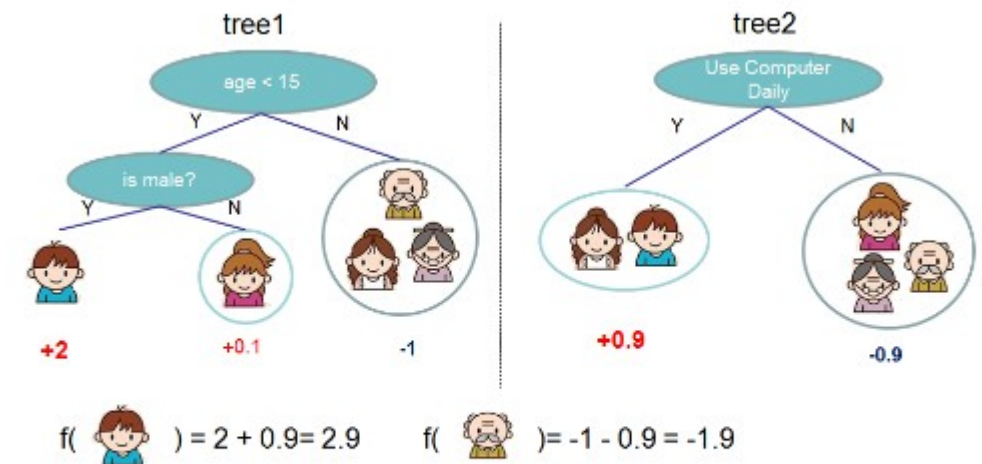 tree1
age < 15
Y
N
is male?
Y
N
+2
+0.1
-1
tree2
Use Computer
Daily
Y
N
+0.9
-0.9
f( ) = 2 + 0.9= 2.9
f( )= -1 - 0.9 = -1.9